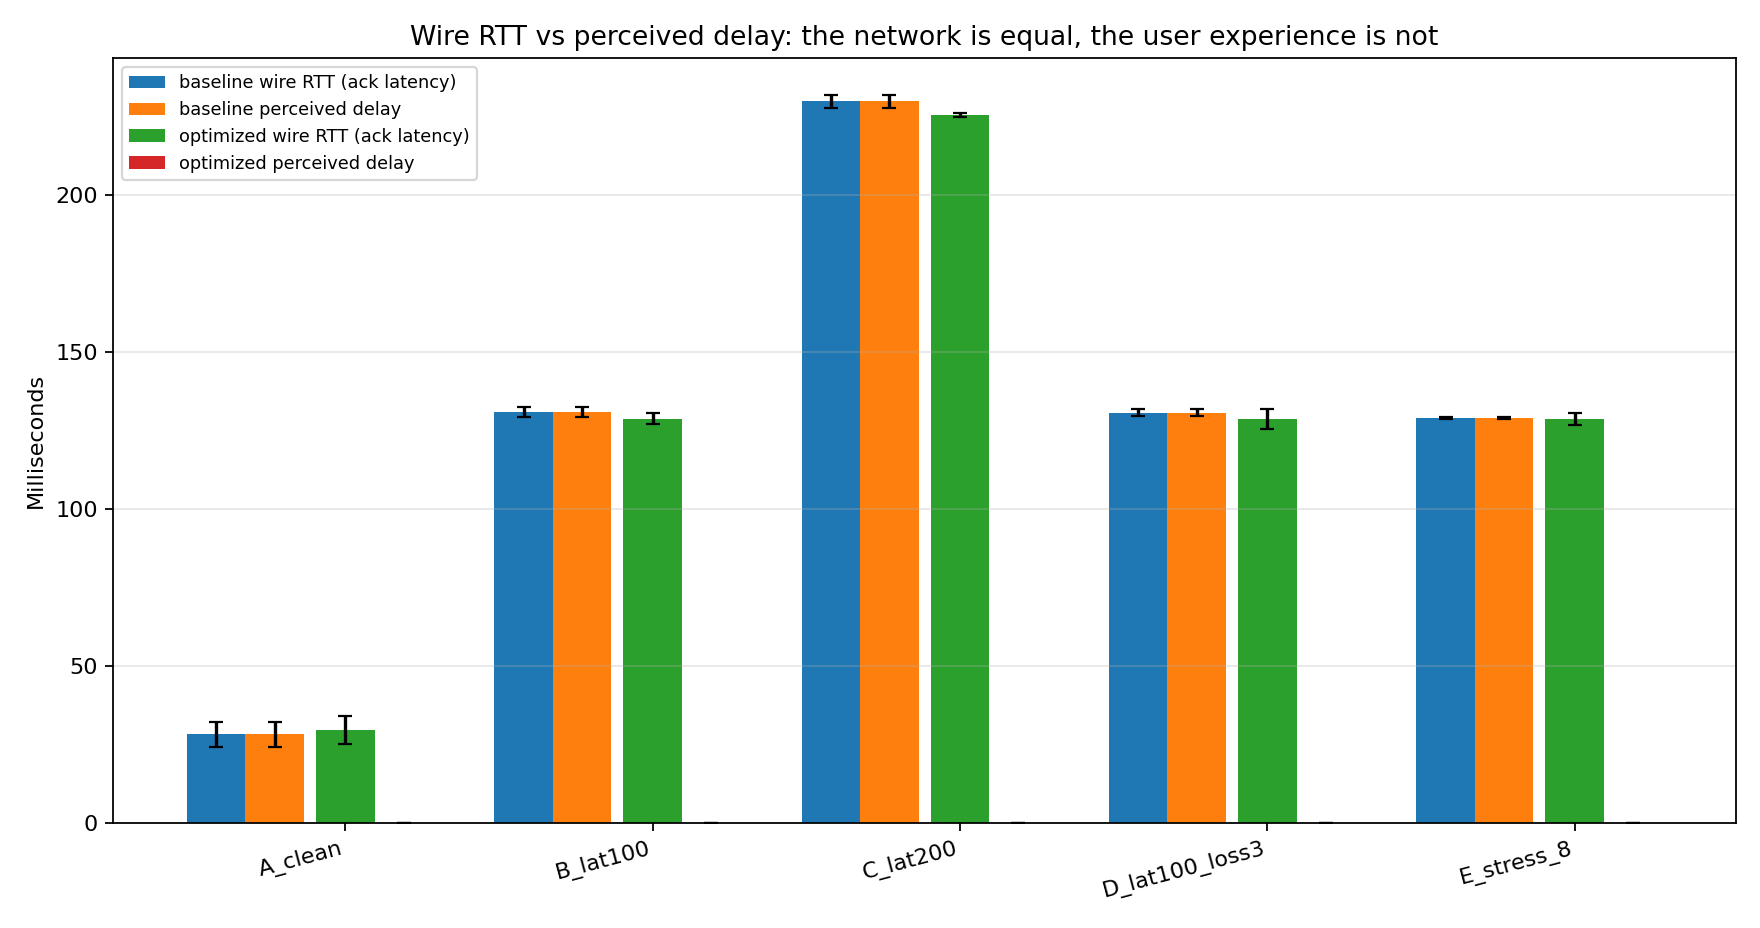 Wire RTT vs perceived delay: the network is equal, the user experience is not
baseline wire RTT (ack latency)
baseline perceived delay
optimized wire RTT (ack latency)
optimized perceived delay
Milliseconds
200
150
100
50
0
A_clean
B_lat100
C_lat200
D_lat100_loss3
E_stress_8